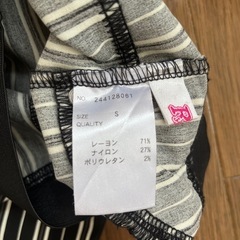 NO. 244126061
SIZE S
QUALITY
レーヨン 71%
ナイロン 27%
ポリウレタン 2%